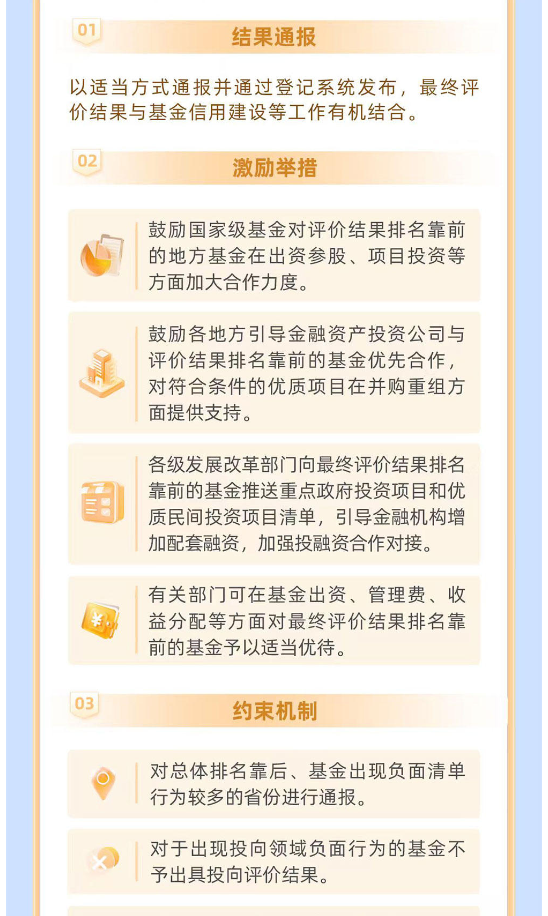 01
结果通报
以适当方式通报并通过登记系统发布，最终评
价结果与基金信用建设等工作有机结合。
02
激励举措
鼓励国家级基金对评价结果排名靠前
的地方基金在出资参股、项目投资等
方面加大合作力度。
鼓励各地方引导金融资产投资公司与
评价结果排名靠前的基金优先合作，
对符合条件的优质项目在并购重组方
面提供支持。
各级发展改革部门向最终评价结果排名
靠前的基金推送重点政府投资项目和优
质民间投资项目清单，引导金融机构增
加配套融资，加强投融资合作对接。
有关部门可在基金出资、管理费、收
益分配等方面对最终评价结果排名靠
前的基金予以适当优待。
03
约束机制
对总体排名靠后、基金出现负面清单
行为较多的省份进行通报。
对于出现投向领域负面行为的基金不
予出具投向评价结果。